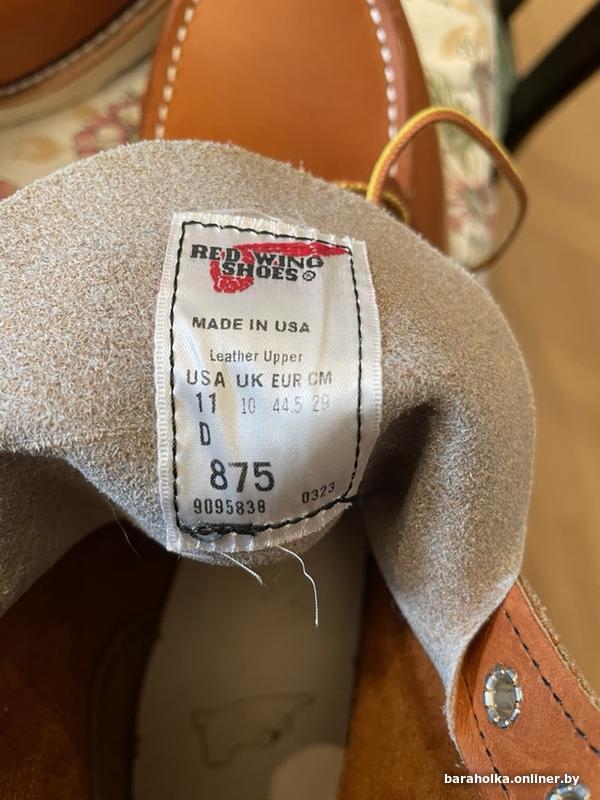 RED WING
SHOES®
MADE IN USA
Leather Upper
USA UK EUR CM
11 10 44.5 29
D
875
9095838 0323
baraholka.onliner.by